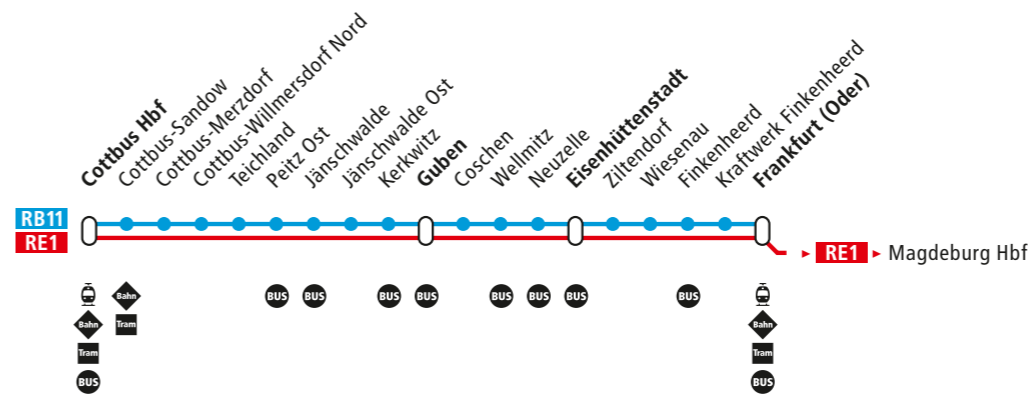 Cottbus Hbf
Cottbus-Sandow
Cottbus-Merzdorf
Cottbus-Willmersdorf Nord
Teichland
Peitz Ost
Jänschwalde
Jänschwalde Ost
Kerkwitz
Guben
Coschen
Wellmitz
Neuzelle
Eisenhüttenstadt
Ziltendorf
Wiesenau
Finkenheerd
Kraftwerk Finkenheerd
Frankfurt (Oder)
RB11
RE1
RE1 Magdeburg Hbf
Bahn BUS BUS BUS BUS BUS BUS BUS BUS
Bahn Tram Bahn
Tram Tram
BUS BUS